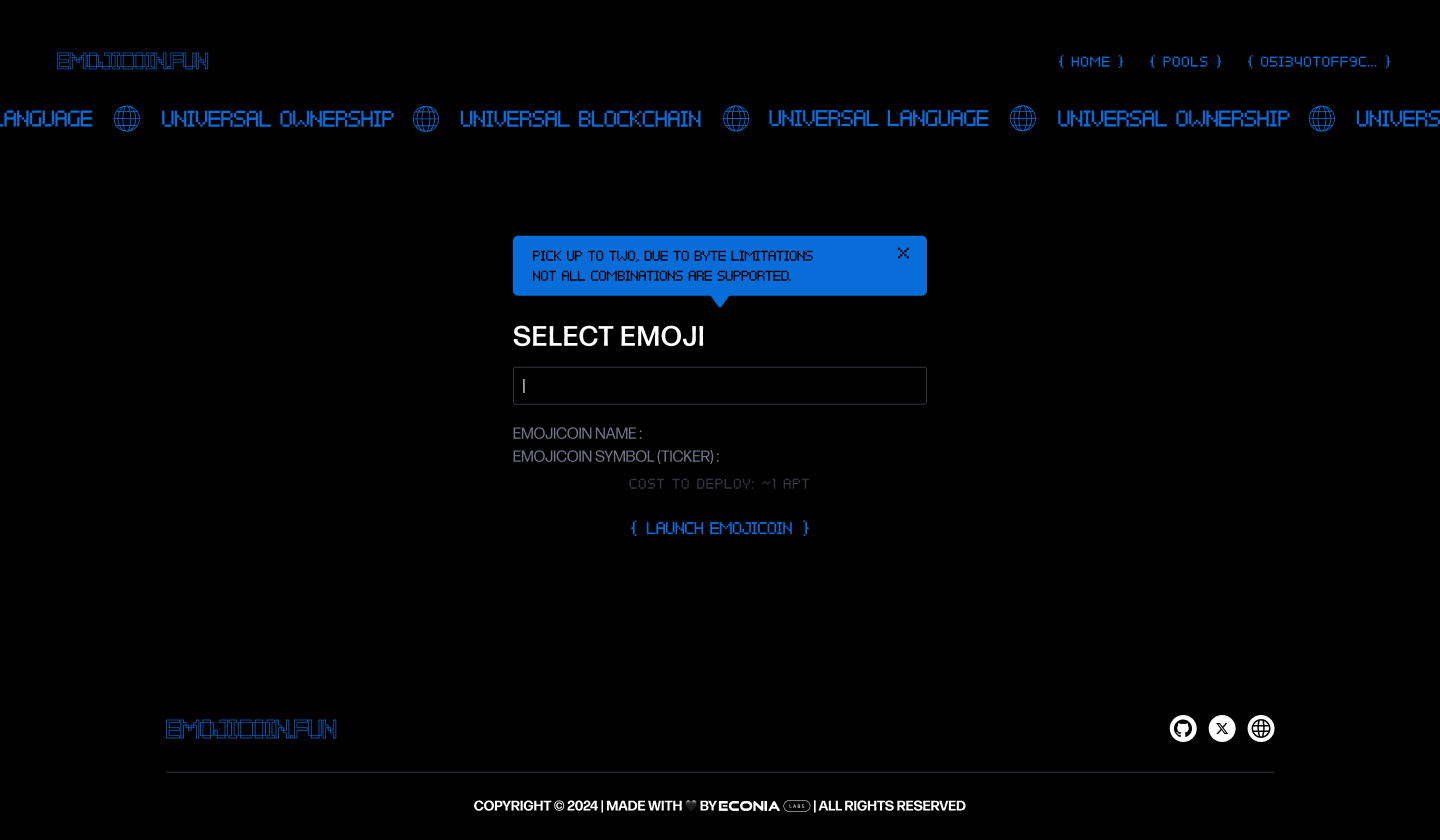 EMOJICOIN.FUN
{ HOME } { POOLS } { 0513401OFF9C... }
LANGUAGE UNIVERSAL OWNERSHIP UNIVERSAL BLOCKCHAIN UNIVERSAL LANGUAGE UNIVERSAL OWNERSHIP UNIVERS
PICK UP TO TWO, DUE TO BYTE LIMITATIONS
NOT ALL COMBINATIONS ARE SUPPORTED.
SELECT EMOJI
EMOJICOIN NAME :
EMOJICOIN SYMBOL (TICKER) :
COST TO DEPLOY: ~1 APT
{ LAUNCH EMOJICOIN }
EMOJICOIN.FUN
COPYRIGHT © 2024 | MADE WITH 🖤 BY ECONIA LABS | ALL RIGHTS RESERVED